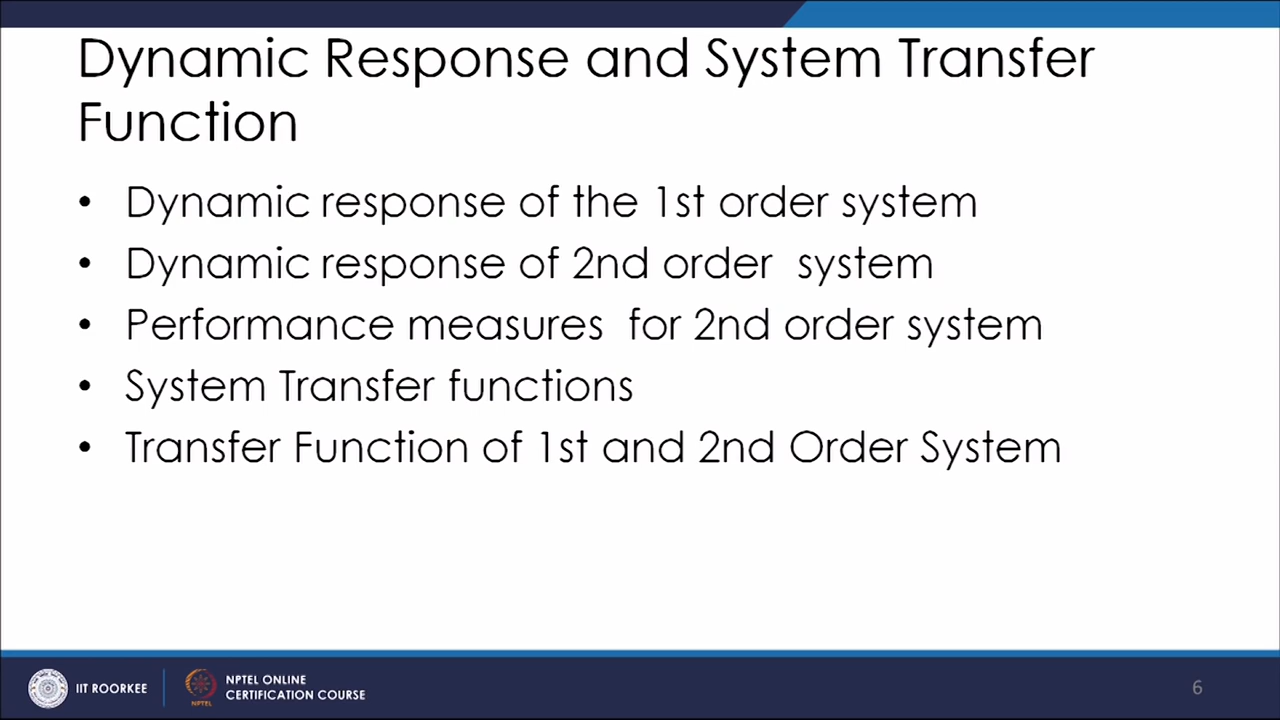 Dynamic Response and System Transfer
Function
• Dynamic response of the 1st order system
• Dynamic response of 2nd order system
• Performance measures for 2nd order system
• System Transfer functions
• Transfer Function of 1st and 2nd Order System
IIT ROORKEE
NPTEL
NPTEL ONLINE
CERTIFICATION COURSE
6